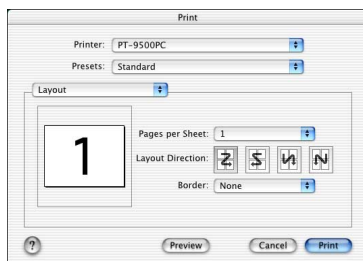 Print
Printer: PT-9500PC
Presets: Standard
Layout
1
Pages per Sheet: 1
Layout Direction:
Border: None
? Preview Cancel Print